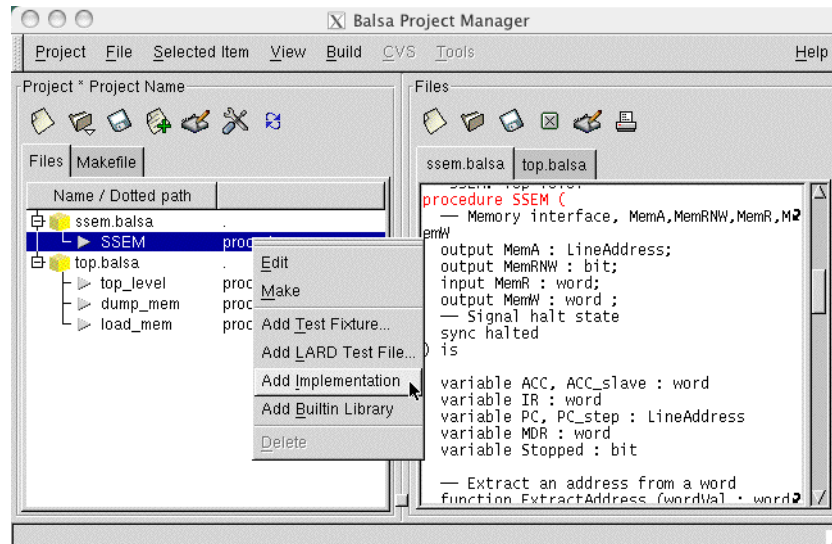 Balsa Project Manager
Project File Selected Item View Build CVS Tools Help
Project * Project Name
Files
Files Makefile
ssem.balsa top.balsa
Name / Dotted path
ssem.balsa .
SSEM
top.balsa .
top_level proc
dump_mem proc
load_mem proc
Edit
Make
Add Test Fixture...
Add LARD Test File...
Add Implementation
Add Builtin Library
Delete
procedure SSEM (
— Memory interface, MemA,MemRNW,MemR,M
emW
output MemA : LineAddress;
output MemRNW : bit;
input MemR : word;
output MemW : word ;
— Signal halt state
sync halted
) is
variable ACC, ACC_slave : word
variable IR : word
variable PC, PC_step : LineAddress
variable MDR : word
variable Stopped : bit
— Extract an address from a word
function ExtractAddress (wordVal : word